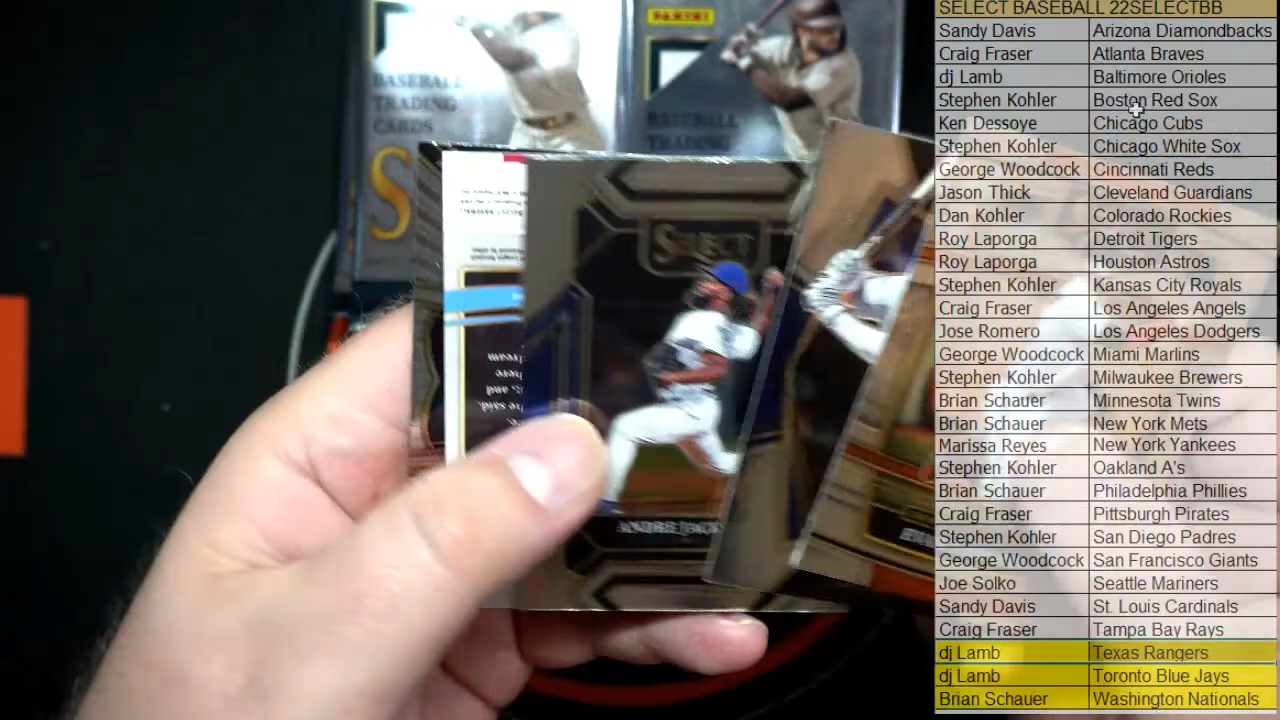 SELECT BASEBALL 22SELECTBB
Sandy Davis Arizona Diamondbacks
Craig Fraser Atlanta Braves
dj Lamb Baltimore Orioles
Stephen Kohler Boston Red Sox
Ken Dessoye Chicago Cubs
Stephen Kohler Chicago White Sox
George Woodcock Cincinnati Reds
Tom Thirk Cleveland Guardians
Dan Kohler Colorado Rockies
Roy Laporga Detroit Tigers
Roy Laporga Houston Astros
Stephen Kohler Kansas City Royals
Craig Fraser Los Angeles Angels
Jose Romero Los Angeles Dodgers
George Woodcock Miami Marlins
Stephen Kohler Milwaukee Brewers
Brian Schauer Minnesota Twins
Brian Schauer New York Mets
Marissa Reyes New York Yankees
Stephen Kohler Oakland A's
Brian Schauer Philadelphia Phillies
Craig Fraser Pittsburgh Pirates
Stephen Kohler San Diego Padres
George Woodcock San Francisco Giants
Joe Solko Seattle Mariners
Sandy Davis St. Louis Cardinals
Craig Fraser Tampa Bay Rays
dj Lamb Texas Rangers
dj Lamb Toronto Blue Jays
Brian Schauer Washington Nationals
PANINI
BASEBALL
TRADING
CARDS
S
BASEBALL
TRADING
SELECT
ANDRE JACK